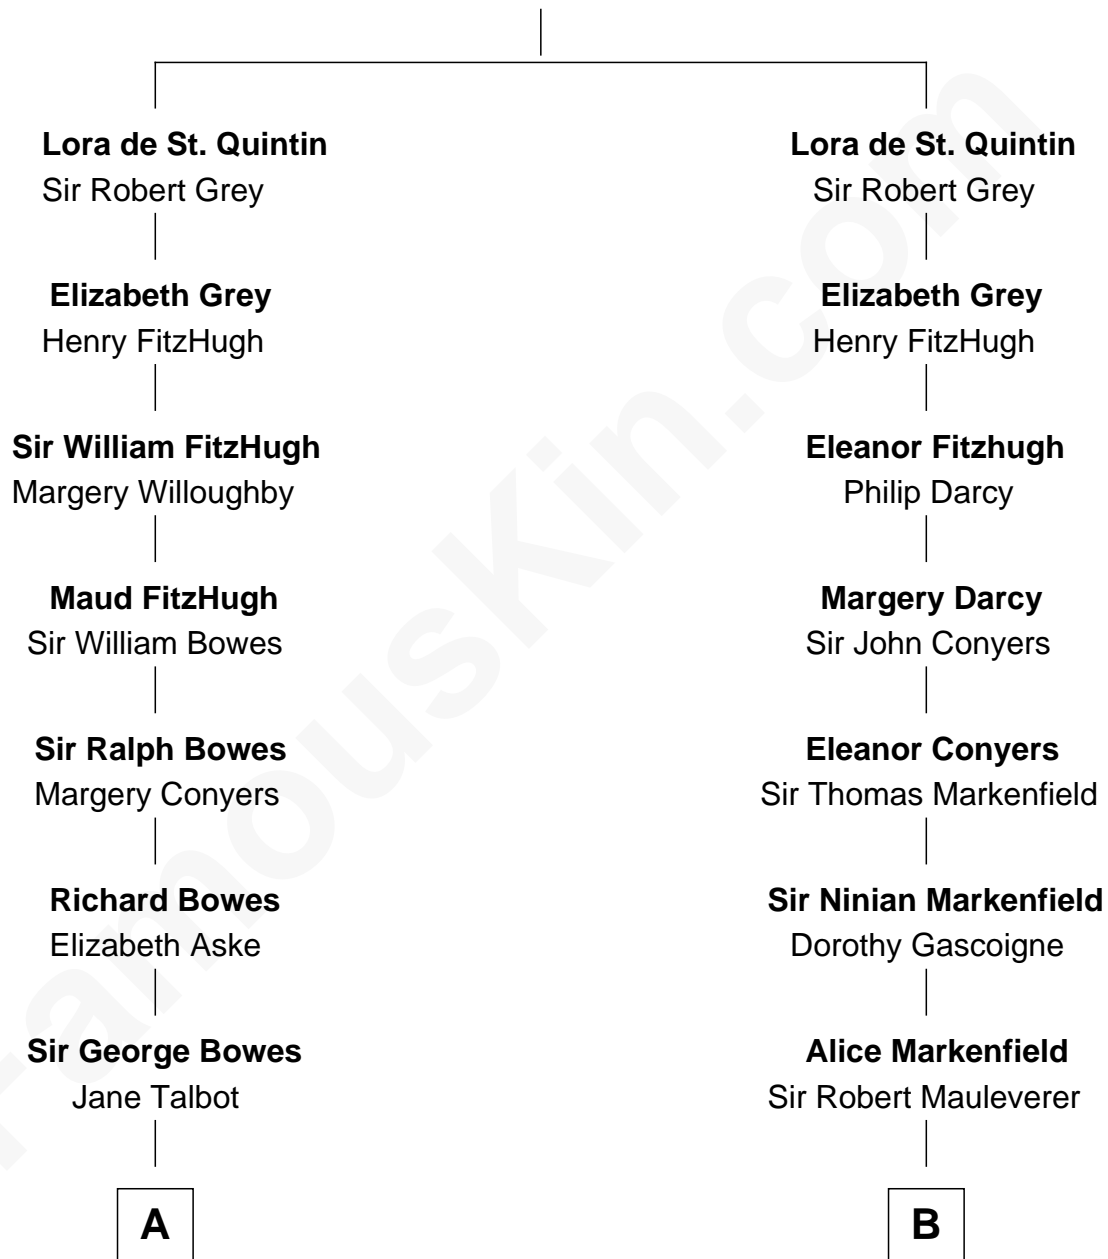 Lora de St. Quintin
Sir Robert Grey
Elizabeth Grey
Henry FitzHugh
Sir William FitzHugh
Margery Willoughby
Maud FitzHugh
Sir William Bowes
Sir Ralph Bowes
Margery Conyers
Richard Bowes
Elizabeth Aske
Sir George Bowes
Jane Talbot
A
Lora de St. Quintin
Sir Robert Grey
Elizabeth Grey
Henry FitzHugh
Eleanor Fitzhugh
Philip Darcy
Margery Darcy
Sir John Conyers
Eleanor Conyers
Sir Thomas Markenfield
Sir Ninian Markenfield
Dorothy Gascoigne
Alice Markenfield
Sir Robert Mauleverer
B
FamousKin.com